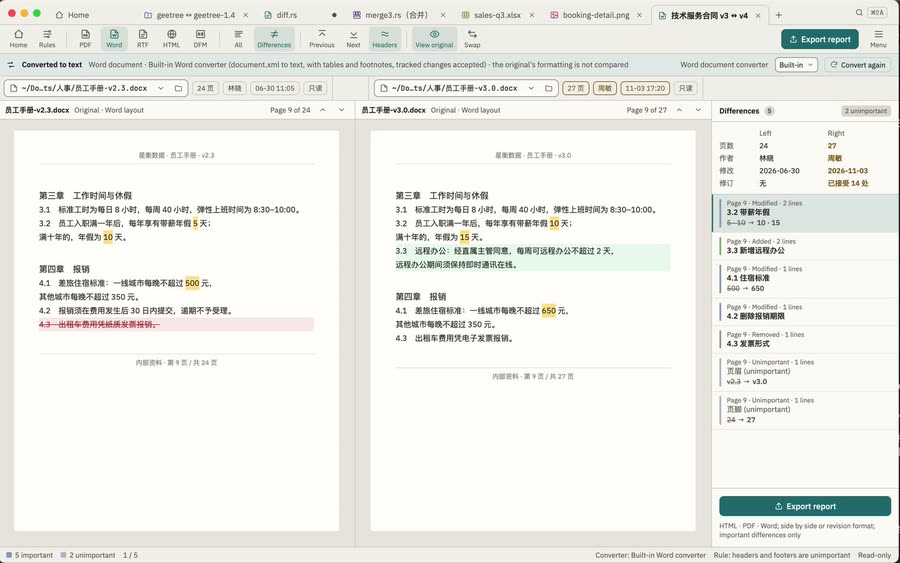 Home
geetree ↔ geetree-1.4
diff.rs
merge3.rs（合并）
sales-q3.xlsx
booking-detail.png
技术服务合同 v3 ↔ v4
⌘⇧A
Home
Rules
PDF
Word
RTF
HTML
DFM
All
Differences
Previous
Next
Headers
View original
Swap
Export report
Menu
Converted to text Word document · Built-in Word converter (document.xml to text, with tables and footnotes, tracked changes accepted) · the original's formatting is not compared
Word document converter
Built-in
Convert again
~/Do…ts/人事/员工手册-v2.3.docx
24 页
林晓
06-30 11:05
只读
~/Do…ts/人事/员工手册-v3.0.docx
27 页
周敏
11-03 17:20
只读
员工手册-v2.3.docx Original · Word layout
Page 9 of 24
星衡数据 · 员工手册 · v2.3
第三章 工作时间与休假
3.1 标准工时为每日 8 小时，每周 40 小时，弹性上班时间为 8:30–10:00。
3.2 员工入职满一年后，每年享有带薪年假 5 天；
满十年的，年假为 10 天。
第四章 报销
4.1 差旅住宿标准：一线城市每晚不超过 500 元，
其他城市每晚不超过 350 元。
4.2 报销须在费用发生后 30 日内提交，逾期不予受理。
4.3 出租车费用凭纸质发票报销。
内部资料 · 第 9 页 / 共 24 页
员工手册-v3.0.docx Original · Word layout
Page 9 of 27
星衡数据 · 员工手册 · v3.0
第三章 工作时间与休假
3.1 标准工时为每日 8 小时，每周 40 小时，弹性上班时间为 8:30–10:00。
3.2 员工入职满一年后，每年享有带薪年假 10 天；
满十年的，年假为 15 天。
3.3 远程办公：经直属主管同意，每周可远程办公不超过 2 天，
远程办公期间须保持即时通讯在线。
第四章 报销
4.1 差旅住宿标准：一线城市每晚不超过 650 元，
其他城市每晚不超过 350 元。
4.3 出租车费用凭电子发票报销。
内部资料 · 第 9 页 / 共 27 页
Differences 5
2 unimportant
Left Right
页数 24 27
作者 林晓 周敏
修改 2026-06-30 2026-11-03
修订 无 已接受 14 处
Page 9 · Modified · 2 lines
3.2 带薪年假
5 · 10 → 10 · 15
Page 9 · Added · 2 lines
3.3 新增远程办公
Page 9 · Modified · 1 lines
4.1 住宿标准
500 → 650
Page 9 · Modified · 1 lines
4.2 删除报销期限
Page 9 · Removed · 1 lines
4.3 发票形式
Page 9 · Unimportant · 1 lines
页眉 (unimportant)
v2.3 → v3.0
Page 9 · Unimportant · 1 lines
页脚 (unimportant)
24 → 27
Export report
HTML · PDF · Word; side by side or revision format;
important differences only
5 important
2 unimportant
1 / 5
Converter: Built-in Word converter
Rule: headers and footers are unimportant
Read-only